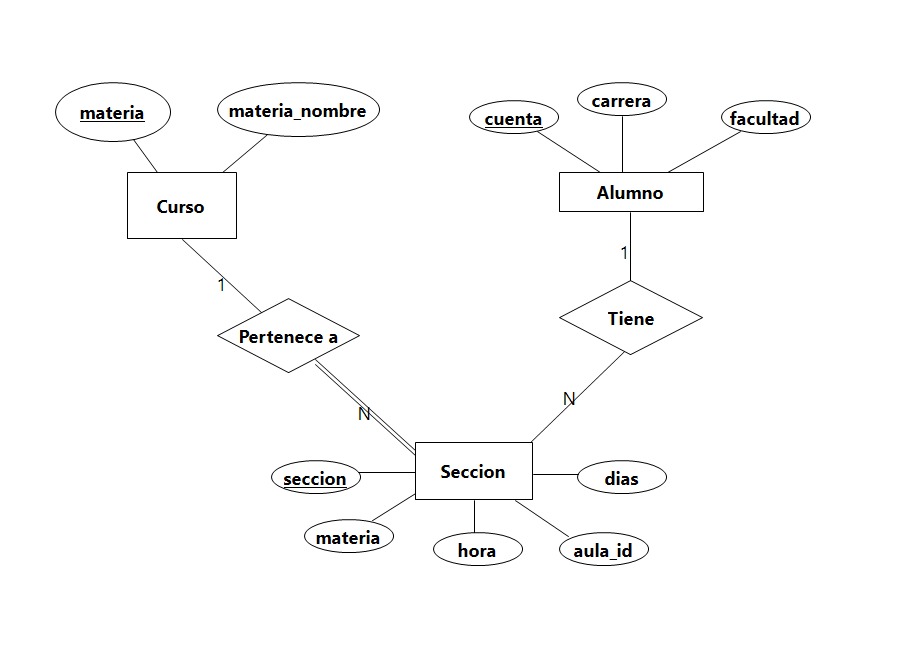 materia
materia_nombre
cuenta
carrera
facultad
Curso
Alumno
1
1
Pertenece a
Tiene
N
N
Seccion
seccion
dias
materia
hora
aula_id